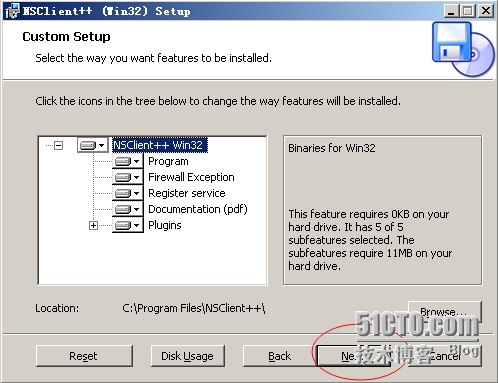 NSClient++ (Win32) Setup
Custom Setup
Select the way you want features to be installed.
Click the icons in the tree below to change the way features will be installed.
NSClient++ Win32
Program
Firewall Exception
Register service
Documentation (pdf)
Plugins
Binaries for Win32
This feature requires 0KB on your
hard drive. It has 5 of 5
subfeatures selected. The
subfeatures require 11MB on your
hard drive.
Location: C:\Program Files\NSClient++\
Browse...
51CTO.com
技术博客 Blog
Reset Disk Usage Back Ne Cancel